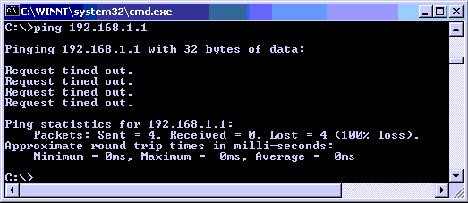 C:\WINNT\system32\cmd.exe
C:\>ping 192.168.1.1
Pinging 192.168.1.1 with 32 bytes of data:
Request timed out.
Request timed out.
Request timed out.
Request timed out.
Ping statistics for 192.168.1.1:
Packets: Sent = 4, Received = 0, Lost = 4 (100% loss),
Approximate round trip times in milli-seconds:
Minimum = 0ms, Maximum =  0ms, Average =  0ms
C:\>